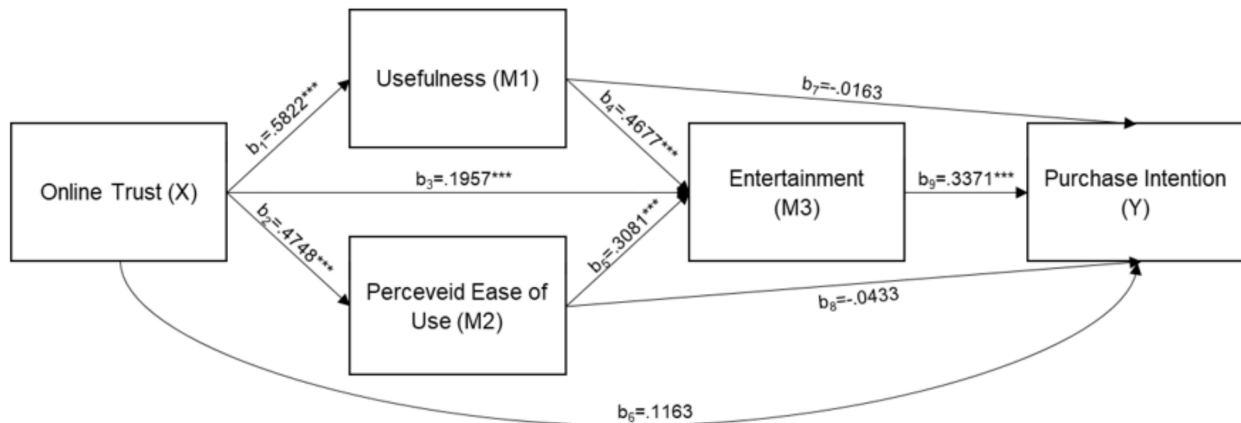 Usefulness (M1)
b₇=-.0163
b₁=.5822***
b₄=.4677***
Online Trust (X)
b₃=.1957***
Entertainment
(M3)
b₉=.3371***
Purchase Intention
(Y)
b₂=.4748***
b₅=.3081***
Perceveid Ease of
Use (M2)
b₈=-.0433
b₆=.1163